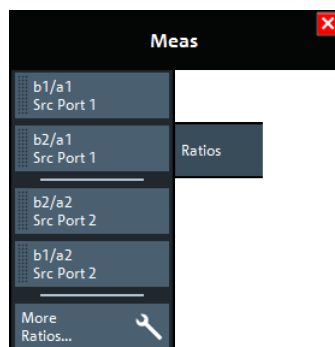 Meas
b1/a1
Src Port 1
b2/a1
Src Port 1
Ratios
b2/a2
Src Port 2
b1/a2
Src Port 2
More
Ratios...